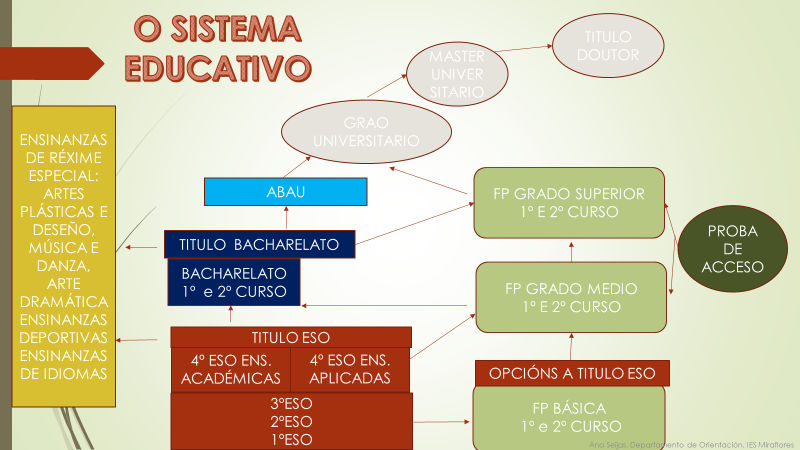 O SISTEMA
EDUCATIVO
TITULO
DOUTOR
MASTER
UNIVER
SITARIO
GRAO
UNIVERSITARIO
ENSINANZAS
DE RÉXIME
ESPECIAL:
ARTES
PLÁSTICAS E
DESEÑO,
MÚSICA E
DANZA,
ARTE
DRAMÁTICA
ENSINANZAS
DEPORTIVAS
ENSINANZAS
DE IDIOMAS
ABAU
FP GRADO SUPERIOR
1º E 2º CURSO
PROBA
DE
ACCESO
TITULO BACHARELATO
BACHARELATO
1º e 2º CURSO
FP GRADO MEDIO
1º E 2º CURSO
TITULO ESO
4º ESO ENS.
ACADÉMICAS
4º ESO ENS.
APLICADAS
OPCIÓNS A TITULO ESO
3ºESO
2ºESO
1ºESO
FP BÁSICA
1º e 2º CURSO
Ana Seijas, Departamento de Orientación, IES Miraflores